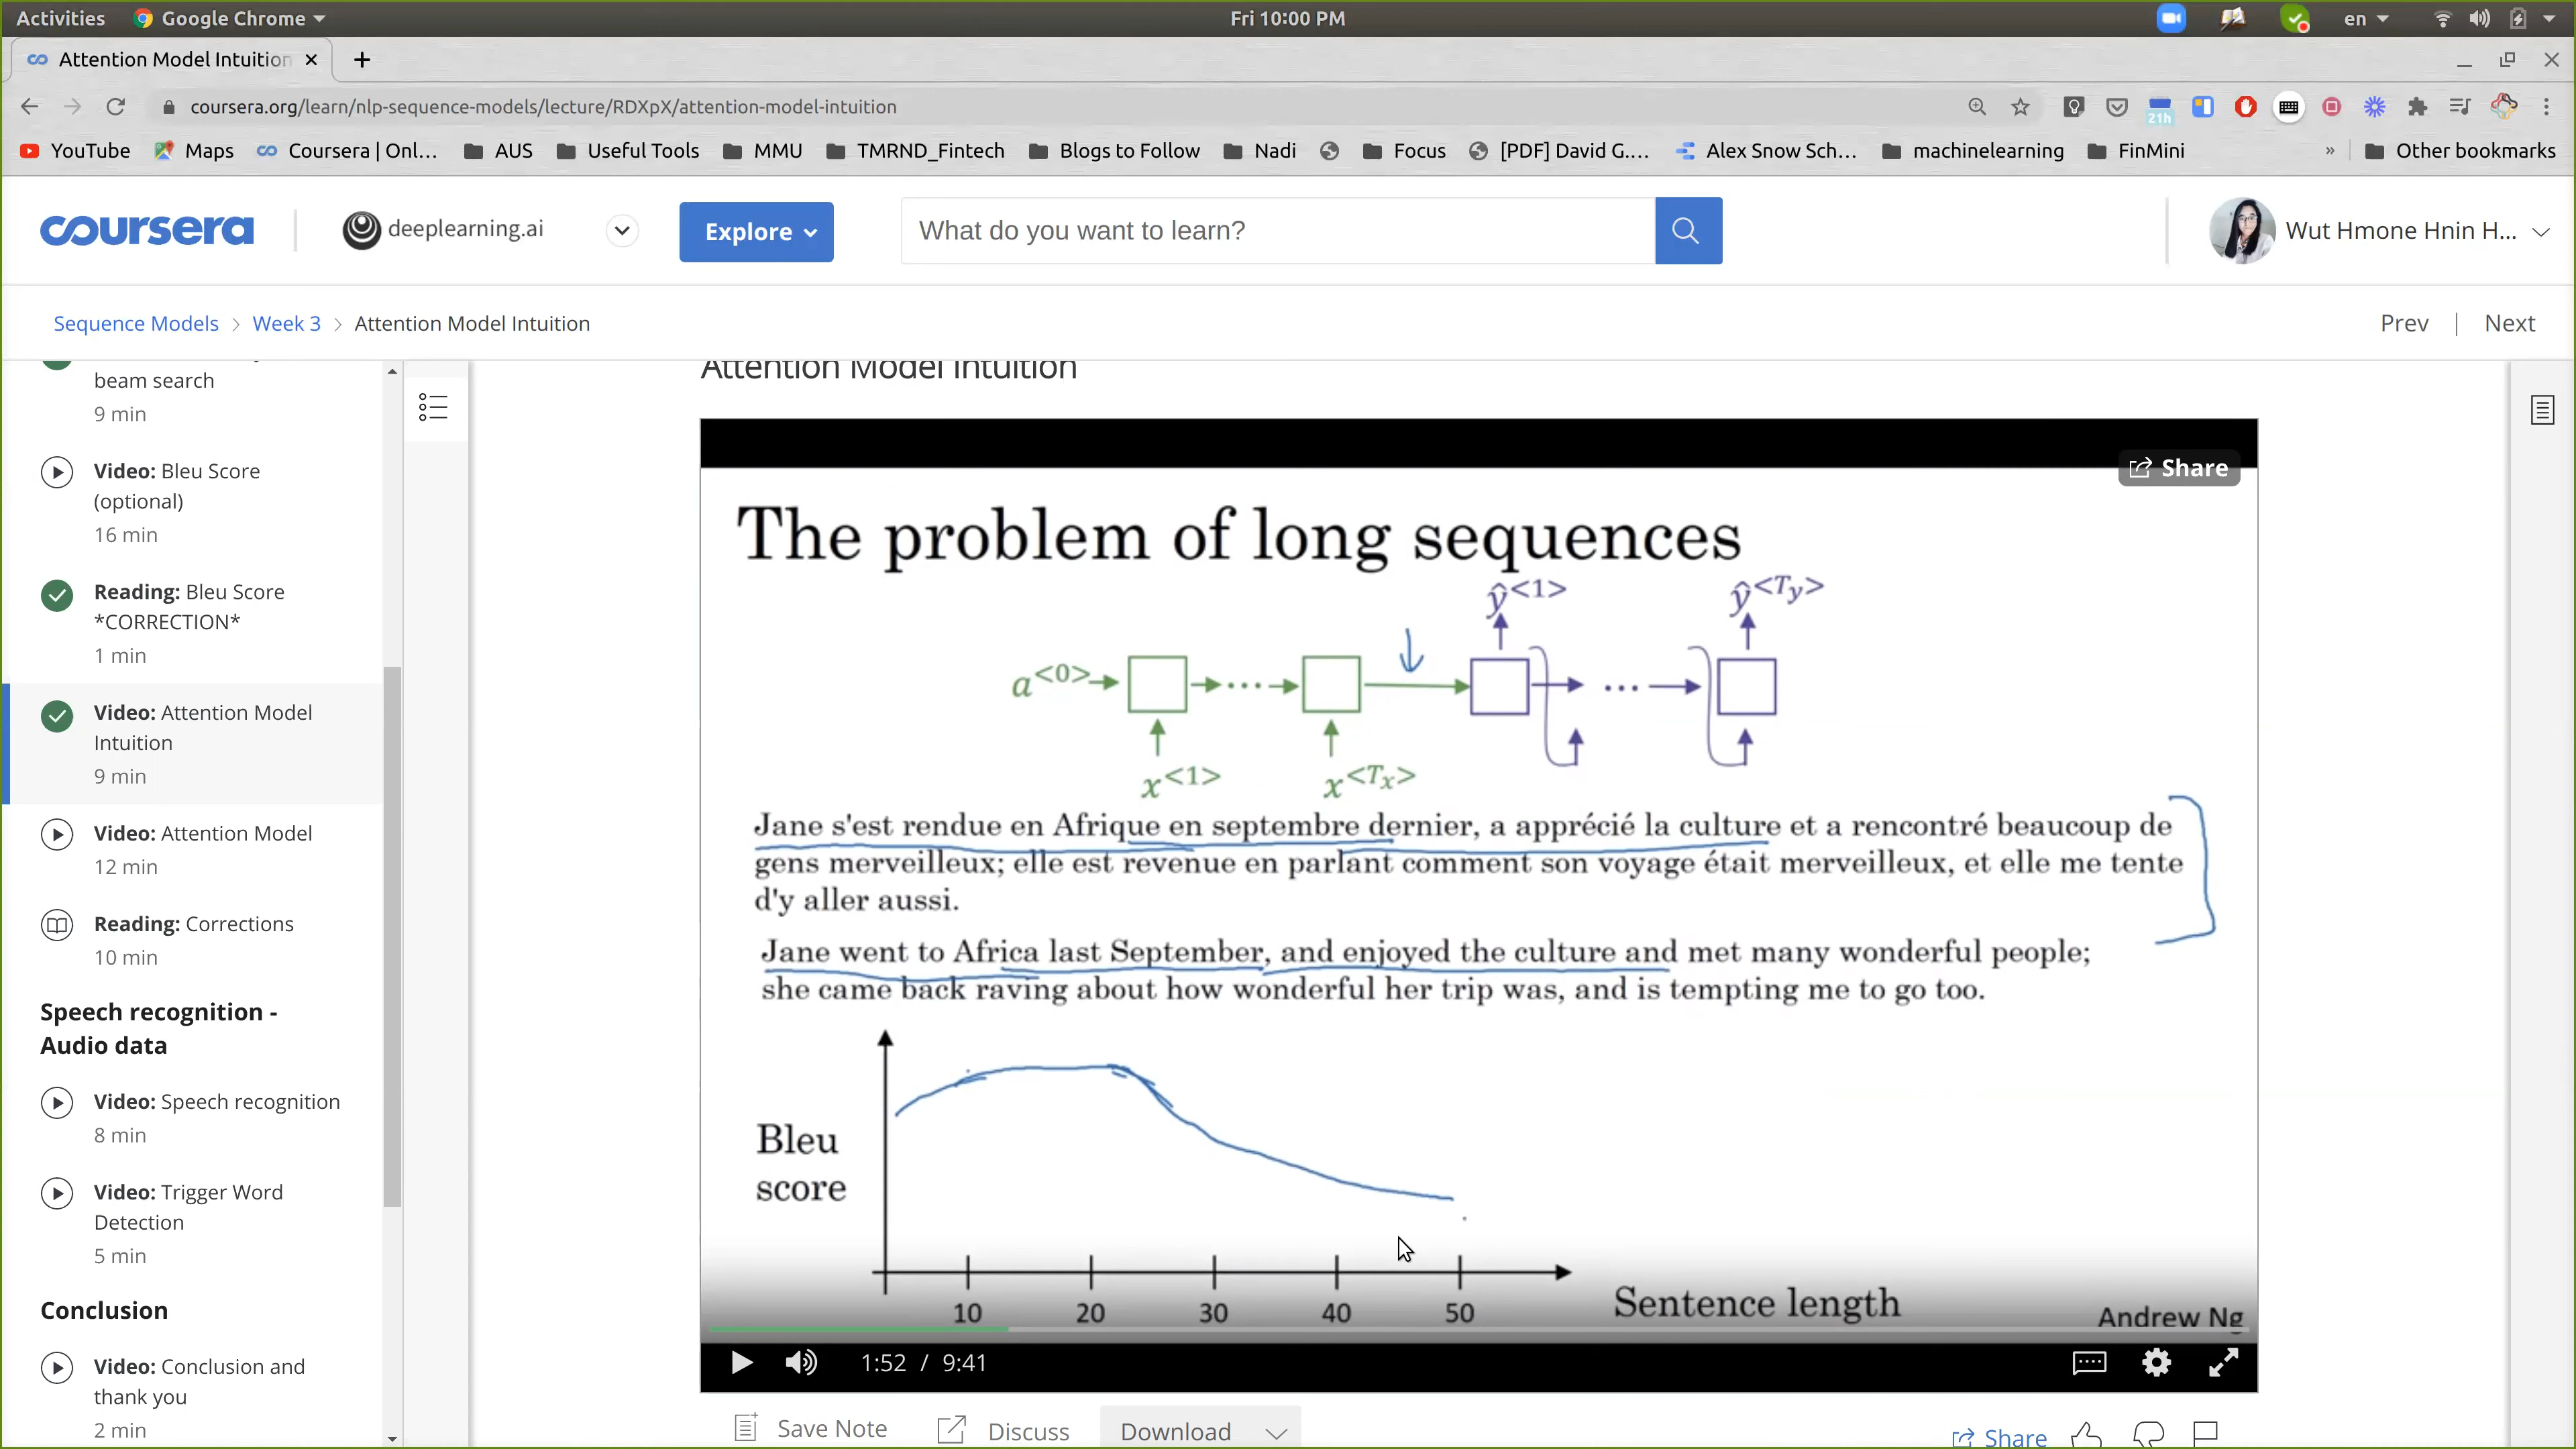 Activities Google Chrome Fri 10:00 PM en
Attention Model Intuition
coursera.org/learn/nlp-sequence-models/lecture/RDXpX/attention-model-intuition
21h
YouTube Maps Coursera | Onl... AUS Useful Tools MMU TMRND_Fintech Blogs to Follow Nadi Focus [PDF] David G.... Alex Snow Sch... machinelearning FinMini » Other bookmarks
coursera deeplearning.ai Explore What do you want to learn? Wut Hmone Hnin H...
Sequence Models > Week 3 > Attention Model Intuition Prev | Next
beam search
9 min
Video: Bleu Score
(optional)
16 min
Reading: Bleu Score
*CORRECTION*
1 min
Video: Attention Model
Intuition
9 min
Video: Attention Model
12 min
Reading: Corrections
10 min
Speech recognition -
Audio data
Video: Speech recognition
8 min
Video: Trigger Word
Detection
5 min
Conclusion
Video: Conclusion and
thank you
2 min
Attention Model Intuition
Share
The problem of long sequences
ŷ<1> ŷ<Ty>
a<0> ... ...
x<1> x<Tx>
Jane s'est rendue en Afrique en septembre dernier, a apprécié la culture et a rencontré beaucoup de
gens merveilleux; elle est revenue en parlant comment son voyage était merveilleux, et elle me tente
d'y aller aussi.
Jane went to Africa last September, and enjoyed the culture and met many wonderful people;
she came back raving about how wonderful her trip was, and is tempting me to go too.
Bleu
score
10 20 30 40 50
Sentence length
Andrew Ng
1:52 / 9:41
Save Note Discuss Download Share